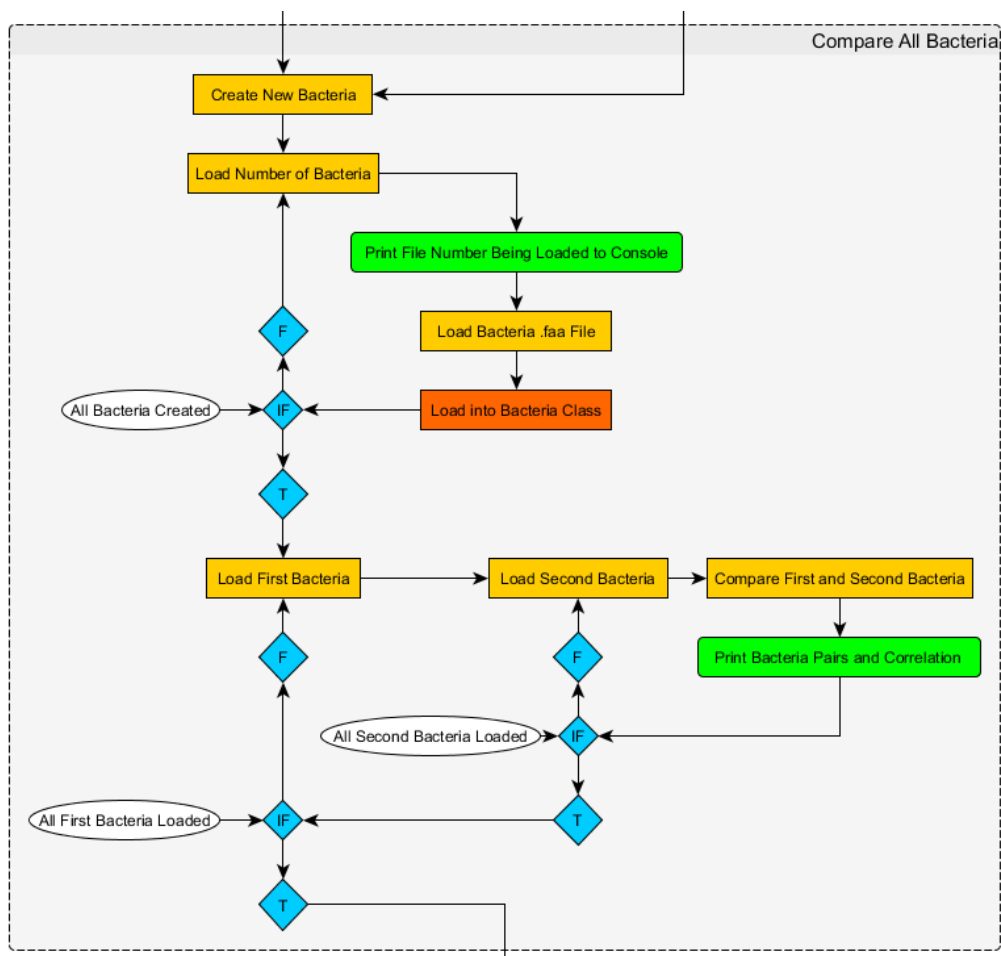 Compare All Bacteria
Create New Bacteria
Load Number of Bacteria
Print File Number Being Loaded to Console
F
Load Bacteria .faa File
All Bacteria Created
IF
Load into Bacteria Class
T
Load First Bacteria
Load Second Bacteria
Compare First and Second Bacteria
F
F
Print Bacteria Pairs and Correlation
All Second Bacteria Loaded
IF
All First Bacteria Loaded
IF
T
T